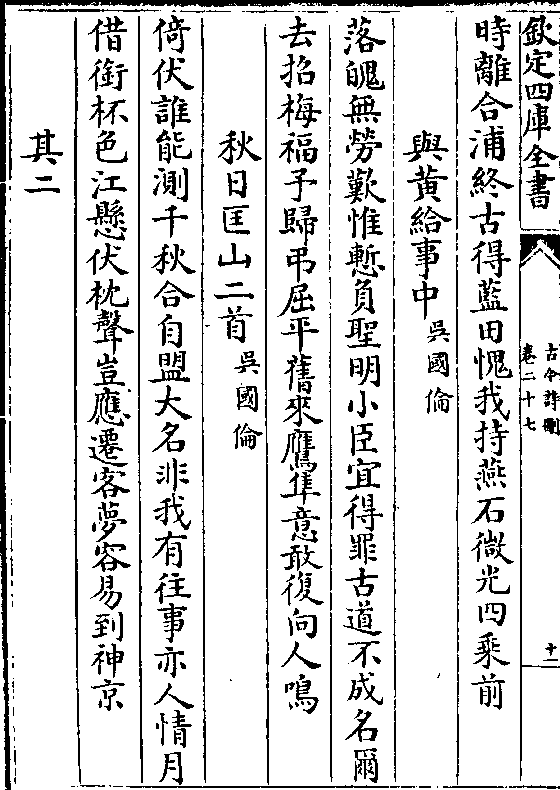 欽定四庫全書
古今詩刪
卷二十七
十一
時離合浦終古得藍田愧我持燕石微光四乘前
與黃給事中吳國倫
落魄無勞歎惟慙負聖明小臣宜得罪古道不成名爾
去招梅福予歸弔屈平舊來鷹隼意敢復向人鳴
秋日匡山二首吳國倫
倚伏誰能測千秋合自盟大名非我有往事亦人情月
借銜杯色江懸伏枕聲豈應遷客夢容易到神京
其二